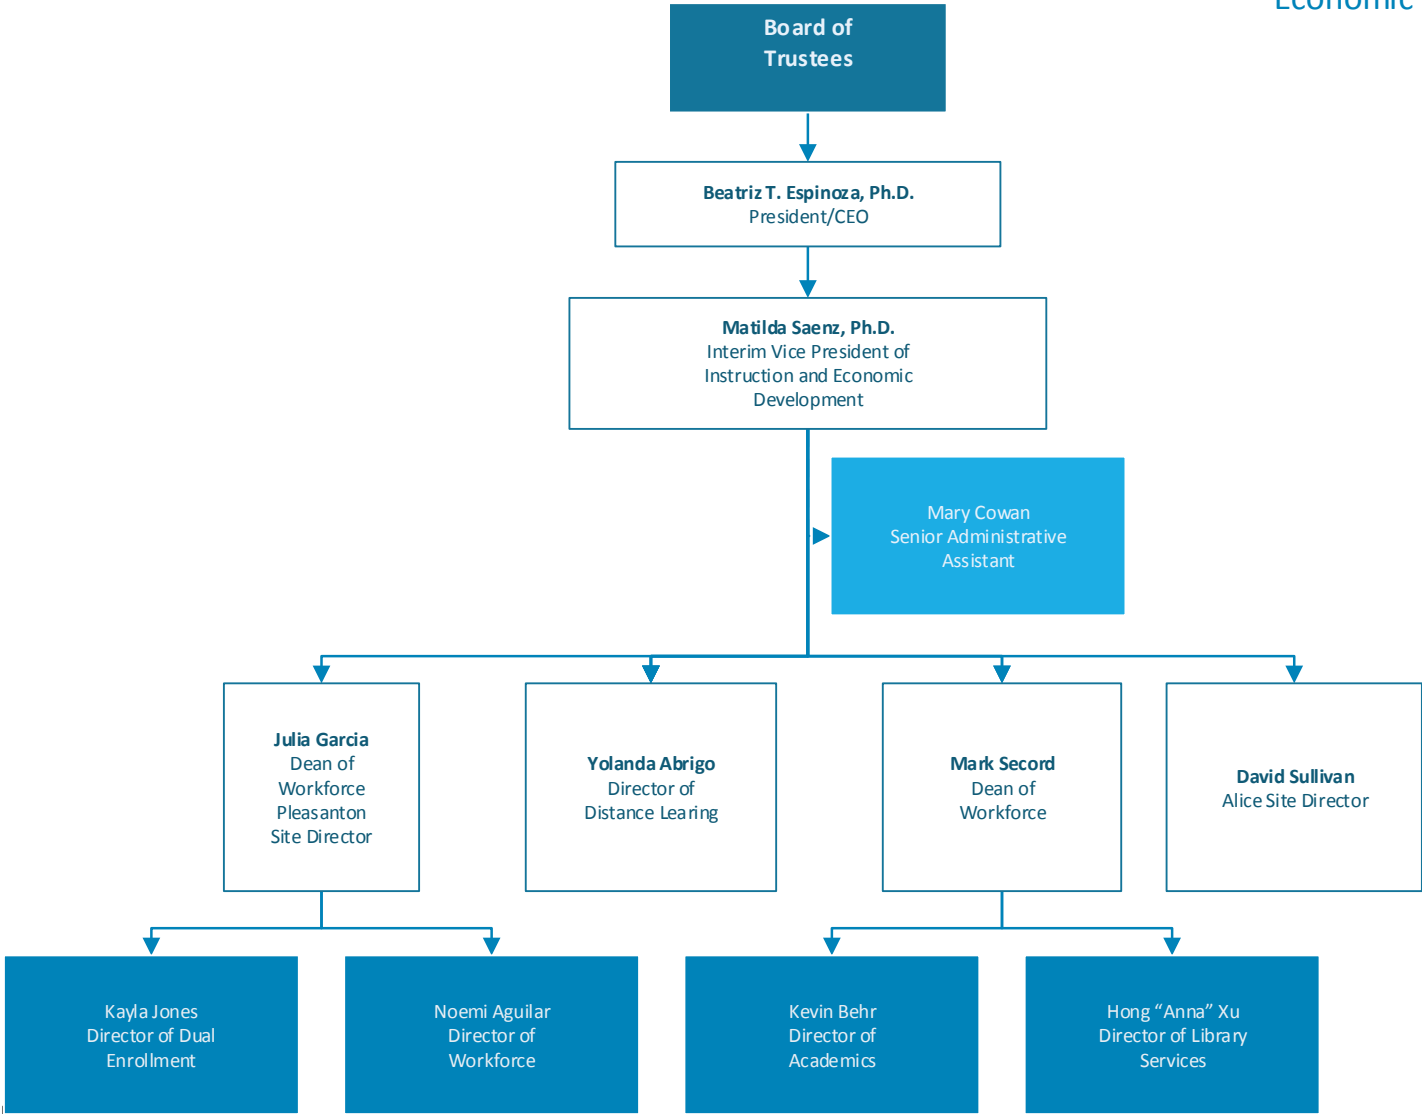 Economic
Board of
Trustees
Beatriz T. Espinoza, Ph.D.
President/CEO
Matilda Saenz, Ph.D.
Interim Vice President of
Instruction and Economic
Development
Mary Cowan
Senior Administrative
Assistant
Julia Garcia
Dean of
Workforce
Pleasanton
Site Director
Yolanda Abrigo
Director of
Distance Learing
Mark Secord
Dean of
Workforce
David Sullivan
Alice Site Director
Kayla Jones
Director of Dual
Enrollment
Noemi Aguilar
Director of
Workforce
Kevin Behr
Director of
Academics
Hong “Anna” Xu
Director of Library
Services